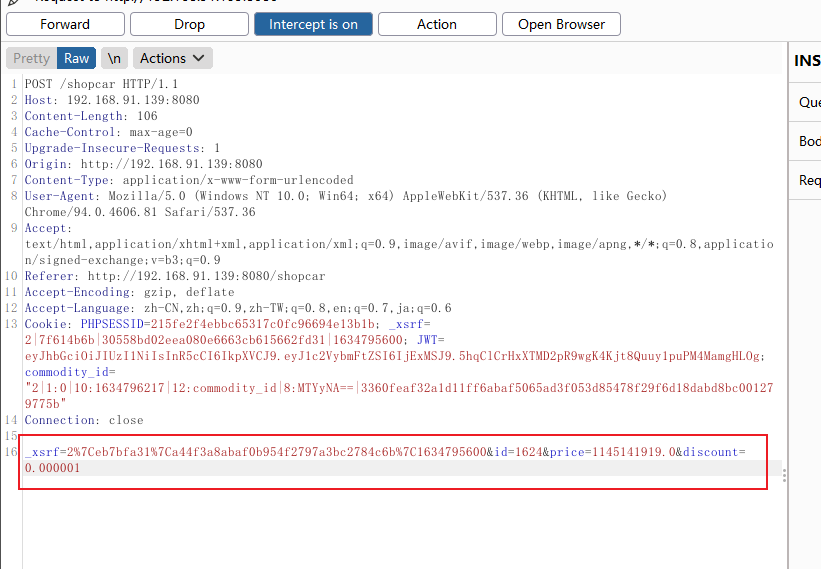 Forward Drop Intercept is on Action Open Browser
Pretty Raw \n Actions INS
1 POST /shopcar HTTP/1.1
2 Host: 192.168.91.139:8080
3 Content-Length: 106
4 Cache-Control: max-age=0
5 Upgrade-Insecure-Requests: 1
6 Origin: http://192.168.91.139:8080
7 Content-Type: application/x-www-form-urlencoded
8 User-Agent: Mozilla/5.0 (Windows NT 10.0; Win64; x64) AppleWebKit/537.36 (KHTML, like Gecko)
Chrome/94.0.4606.81 Safari/537.36
9 Accept:
text/html,application/xhtml+xml,application/xml;q=0.9,image/avif,image/webp,image/apng,*/*;q=0.8,applicatio
n/signed-exchange;v=b3;q=0.9
10 Referer: http://192.168.91.139:8080/shopcar
11 Accept-Encoding: gzip, deflate
12 Accept-Language: zh-CN,zh;q=0.9,zh-TW;q=0.8,en;q=0.7,ja;q=0.6
13 Cookie: PHPSESSID=215fe2f4ebbc65317c0fc96694e13b1b; _xsrf=
2|7f614b6b|30558bd02eea080e6663cb615662fd31|1634795600; JWT=
eyJhbGciOiJIUzI1NiIsInR5cCI6IkpXVCJ9.eyJ1c2VybmFtZSI6IjExMSJ9.5hqClCrHxXTMD2pR9wgK4Kjt8Quuy1puPM4MamgHLOg;
commodity_id=
"2|1:0|10:1634796217|12:commodity_id|8:MTYyNA==|3360feaf32a1d11ff6abaf5065ad3f053d85478f29f6d18dabd8bc00127
9775b"
14 Connection: close
15
16 _xsrf=2%7Ceb7bfa31%7Ca44f3a8abaf0b954f2797a3bc2784c6b%7C1634795600&id=1624&price=1145141919.0&discount=
0.000001